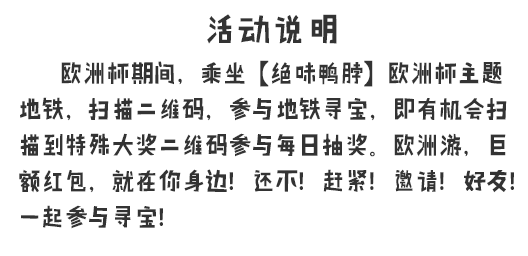 活动说明
欧洲杯期间，乘坐【绝味鸭脖】欧洲杯主题
地铁，扫描二维码，参与地铁寻宝，即有机会扫
描到特殊大奖二维码参与每日抽奖。欧洲游，巨
额红包，就在你身边！还不！赶紧！邀请！好友！
一起参与寻宝！